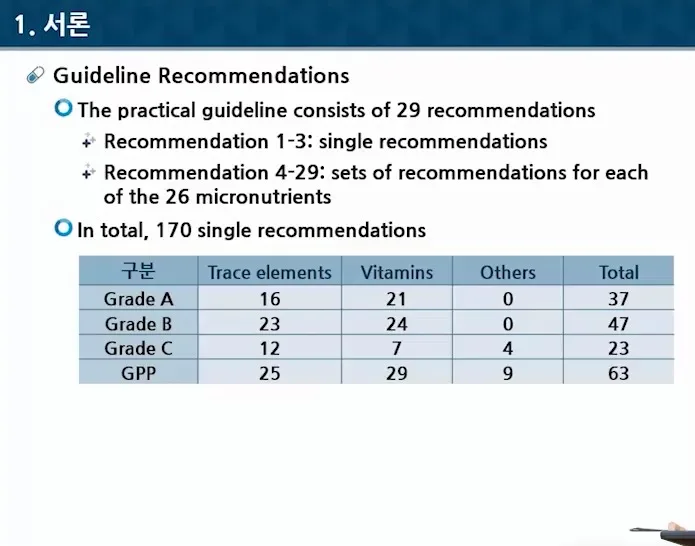 1. 서론
Guideline Recommendations
The practical guideline consists of 29 recommendations
Recommendation 1-3: single recommendations
Recommendation 4-29: sets of recommendations for each
of the 26 micronutrients
In total, 170 single recommendations
구분 Trace elements Vitamins Others Total
Grade A 16 21 0 37
Grade B 23 24 0 47
Grade C 12 7 4 23
GPP 25 29 9 63